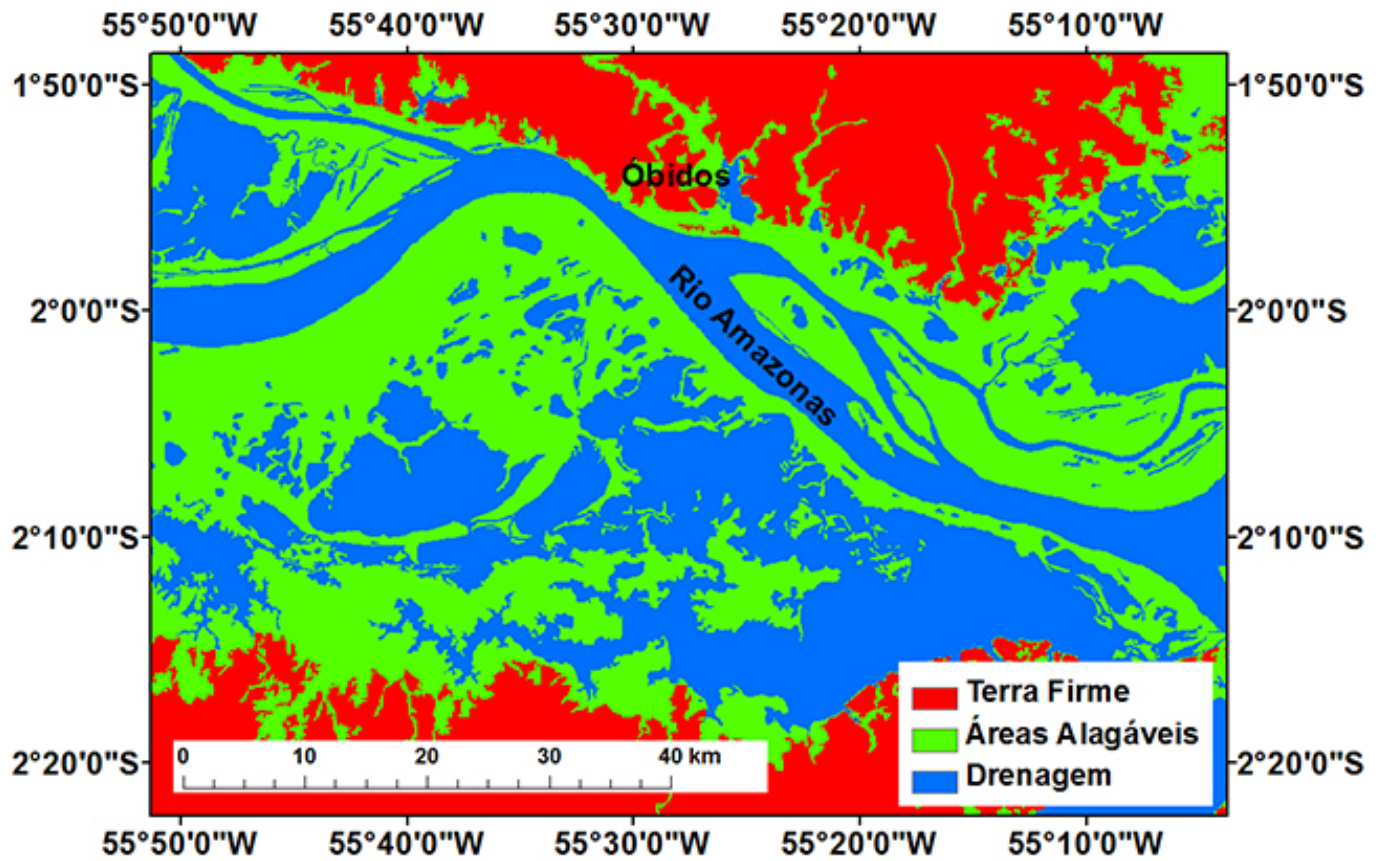 55°50'0"W 55°40'0"W 55°30'0"W 55°20'0"W 55°10'0"W
1°50'0"S 1°50'0"S
Óbidos
2°0'0"S 2°0'0"S
Rio Amazonas
2°10'0"S 2°10'0"S
Terra Firme
Áreas Alagáveis
Drenagem
0 10 20 30 40 km
2°20'0"S 2°20'0"S
55°50'0"W 55°40'0"W 55°30'0"W 55°20'0"W 55°10'0"W